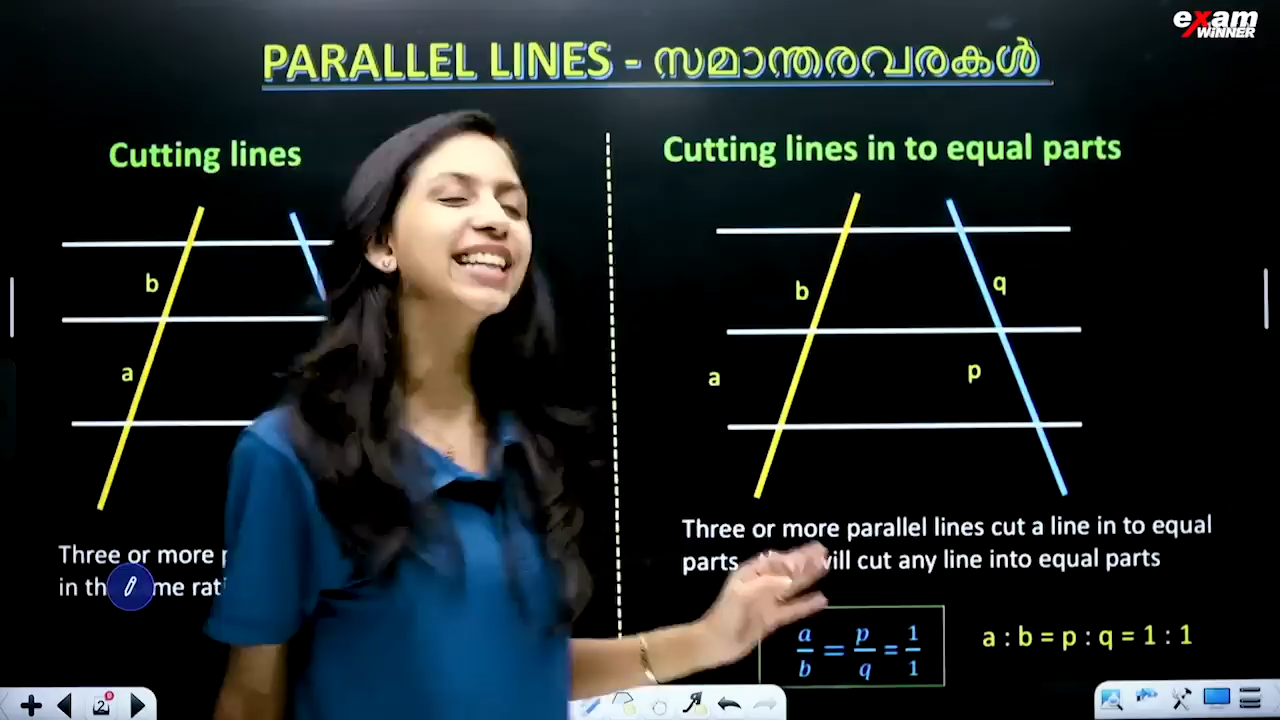 exam
WiNNER
PARALLEL LINES - സമാന്തരവരകൾ
Cutting lines
b
a
Three or more
in th me
Cutting lines in to equal parts
b
q
a
p
Three or more parallel lines cut a line in to equal
parts will cut any line into equal parts
a/b = p/q = 1/1
a : b = p : q = 1 : 1
2